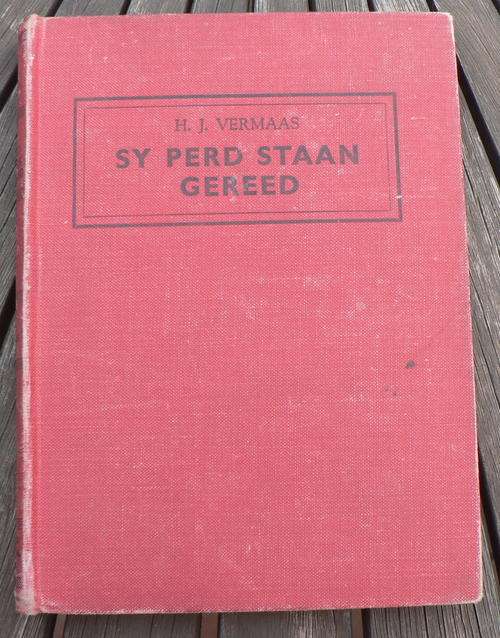 H. J. VERMAAS
SY PERD STAAN
GEREED